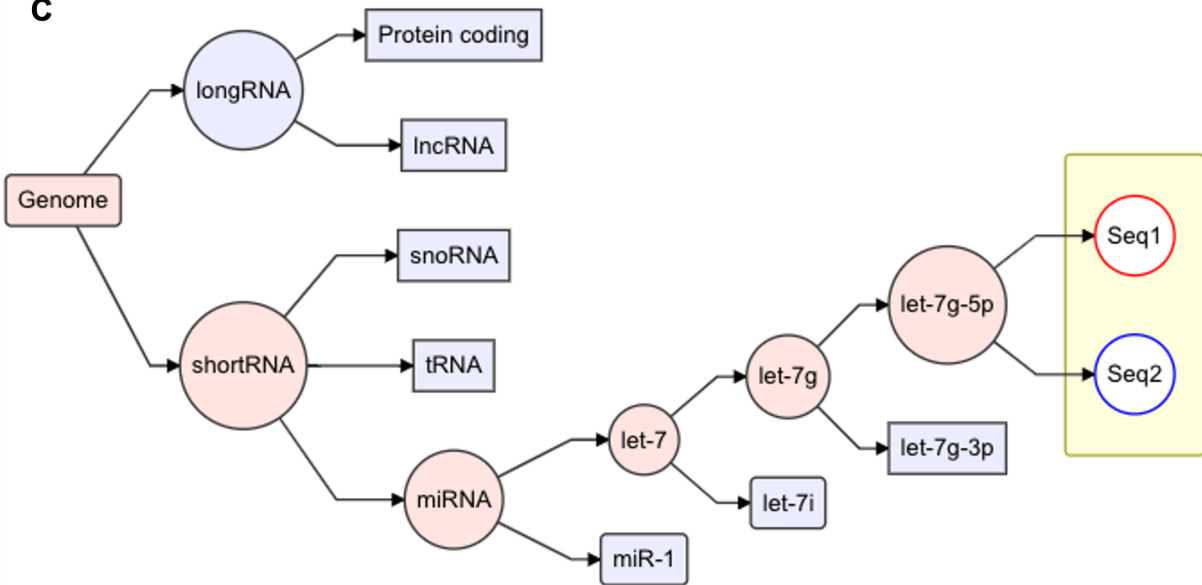 C
Protein coding
longRNA
lncRNA
Genome
snoRNA
Seq1
let-7g-5p
shortRNA
tRNA
let-7g
Seq2
let-7
let-7g-3p
miRNA
let-7i
miR-1